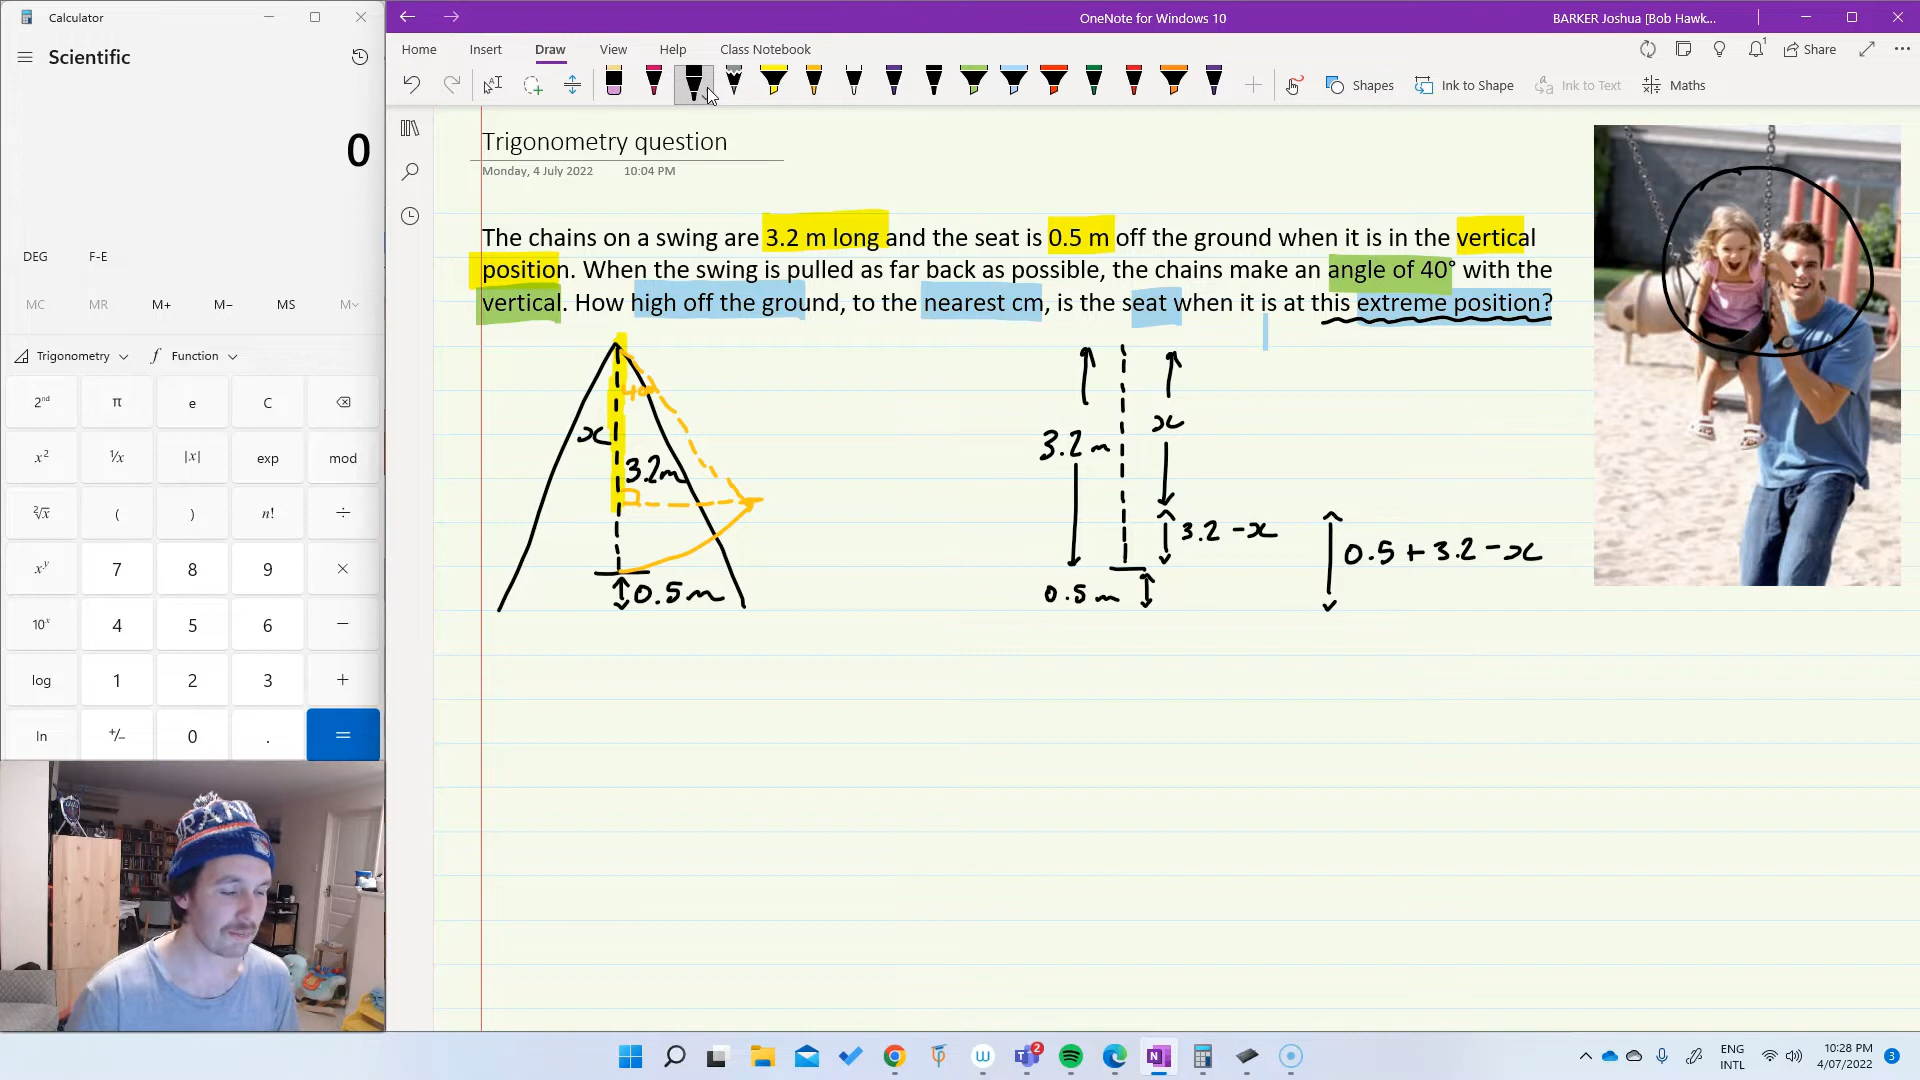 Calculator
OneNote for Windows 10
BARKER Joshua [Bob Hawk...
Scientific
Home Insert Draw View Help Class Notebook
Share
Shapes Ink to Shape Ink to Text Maths
0
DEG F-E
MC MR M+ M− MS M
Trigonometry Function
2nd π e C
x² ¹/x |x| exp mod
²√x ( ) n! ÷
xʸ 7 8 9 ×
10ˣ 4 5 6 −
log 1 2 3 +
ln +/− 0 . =
Trigonometry question
Monday, 4 July 2022 10:04 PM
The chains on a swing are 3.2 m long and the seat is 0.5 m off the ground when it is in the vertical
position. When the swing is pulled as far back as possible, the chains make an angle of 40° with the
vertical. How high off the ground, to the nearest cm, is the seat when it is at this extreme position?
40
x
3.2m
0.5m
3.2m
x
3.2-x
0.5m
0.5+3.2-x
RAN
2
ENG
INTL
10:28 PM
4/07/2022
3